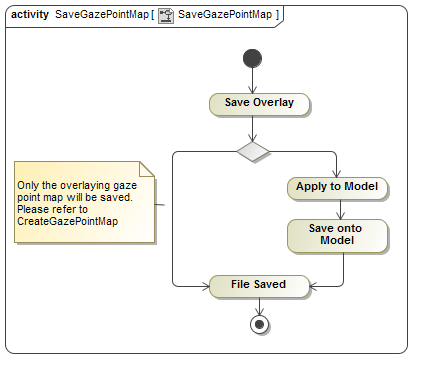 activity SaveGazePointMap [ SaveGazePointMap ]
Save Overlay
Only the overlaying gaze
point map will be saved.
Please refer to
CreateGazePointMap
Apply to Model
Save onto
Model
File Saved